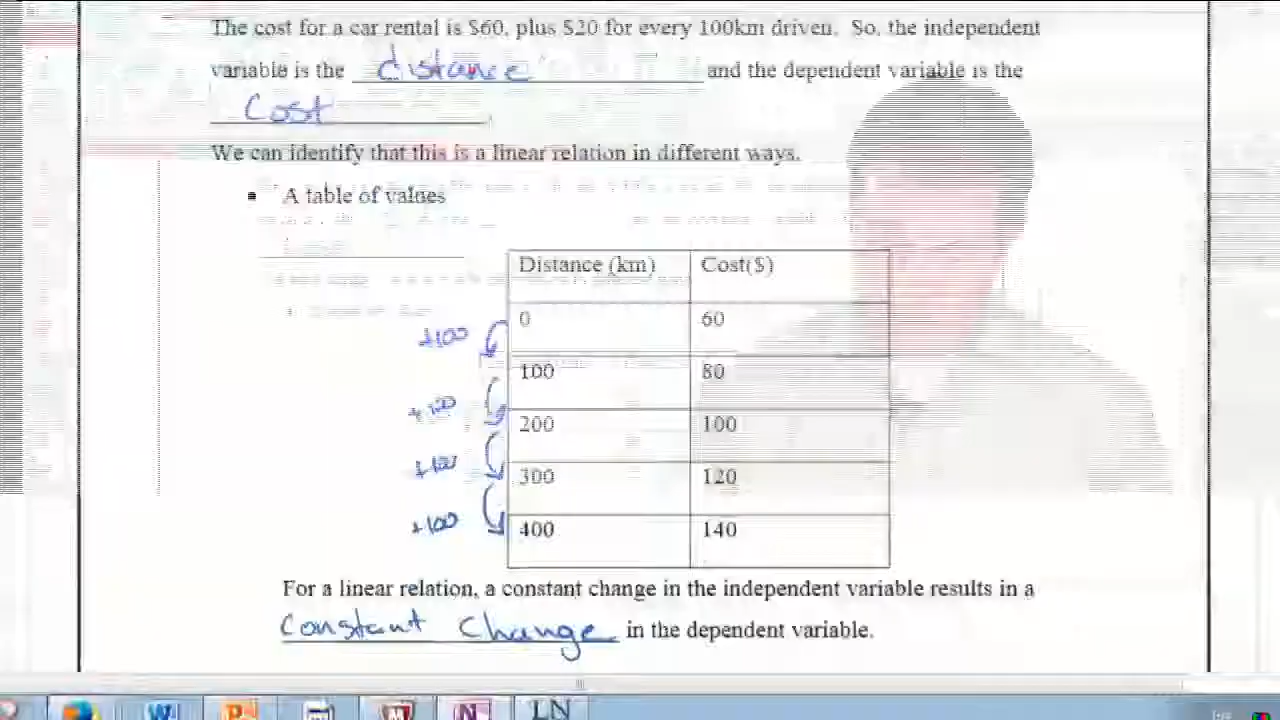 The cost for a car rental is $60, plus $20 for every 100km driven. So, the independent
variable is the distance and the dependent variable is the
Cost.
We can identify that this is a linear relation in different ways.
▪ A table of values
Distance (km) Cost($)
0 60
+100
100 80
+100
200 100
+100
300 120
+100
400 140
For a linear relation, a constant change in the independent variable results in a
Constant Change in the dependent variable.